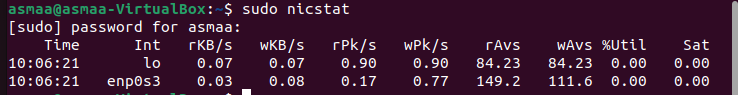 asmaa@asmaa-VirtualBox:~$ sudo nicstat
[sudo] password for asmaa:
    Time      Int   rKB/s   wKB/s   rPk/s   wPk/s    rAvs    wAvs %Util    Sat
10:06:21       lo    0.07    0.07    0.90    0.90   84.23   84.23  0.00   0.00
10:06:21   enp0s3    0.03    0.08    0.17    0.77   149.2   111.6  0.00   0.00